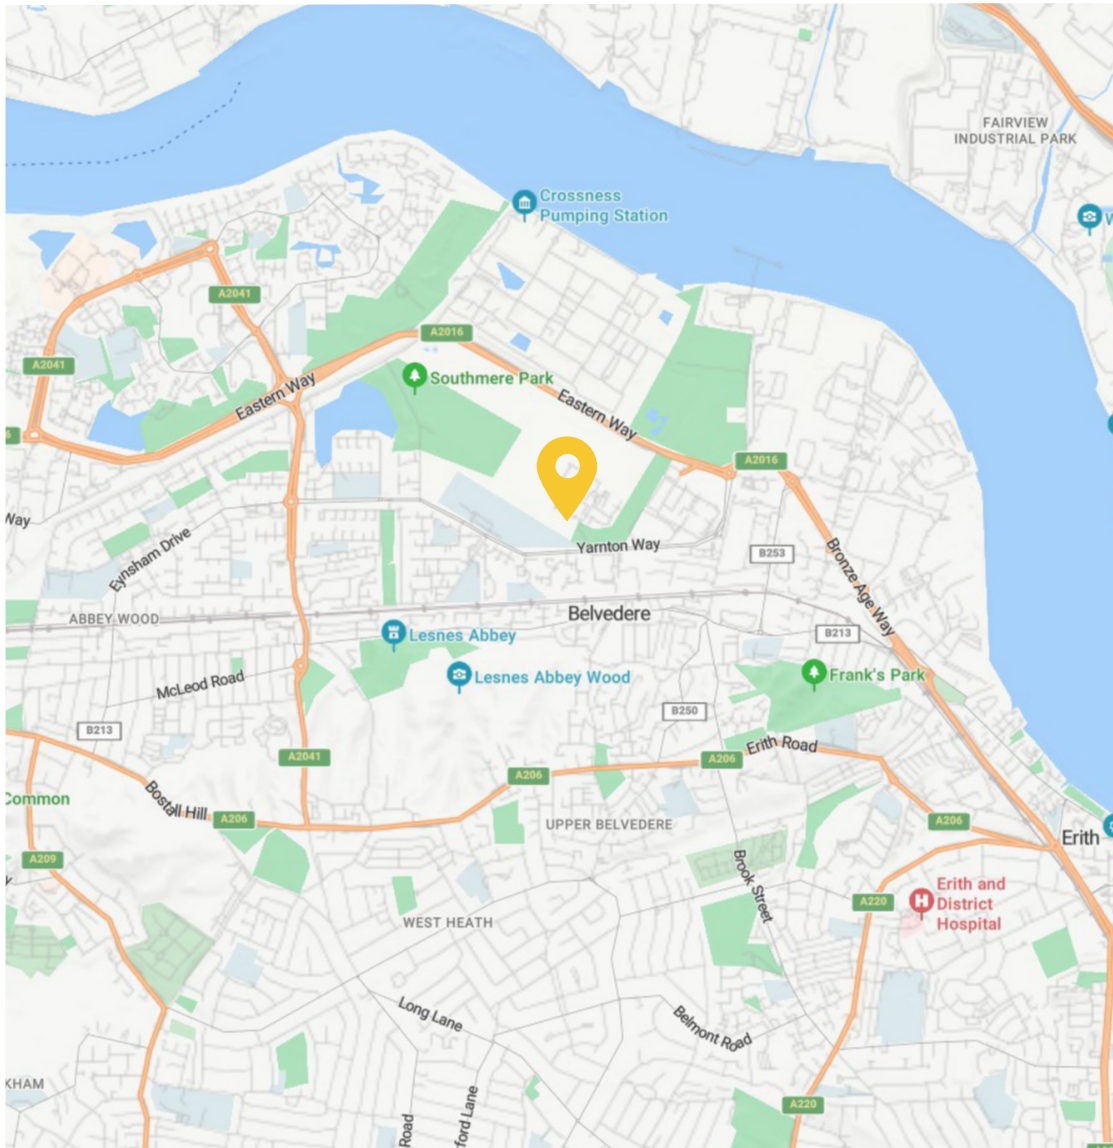 FAIRVIEW
INDUSTRIAL PARK
Crossness
Pumping Station
W
A2041
A2016
A2041
Southmere Park
Eastern Way
Eastern Way
6
A2016
Way
Yarnton Way
B253
Eynsham Drive
Bronze Age Way
ABBEY WOOD
Belvedere
Lesnes Abbey
B213
Lesnes Abbey Wood
Frank's Park
McLeod Road
B250
B213
A2041
Erith Road
A206
A206
Common
Bostall Hill
A206
UPPER BELVEDERE
A206
Erith
A209
Brook Street
Erith and
District
Hospital
A220
WEST HEATH
Long Lane
Belmont Road
KHAM
A220
Road
ford Lane